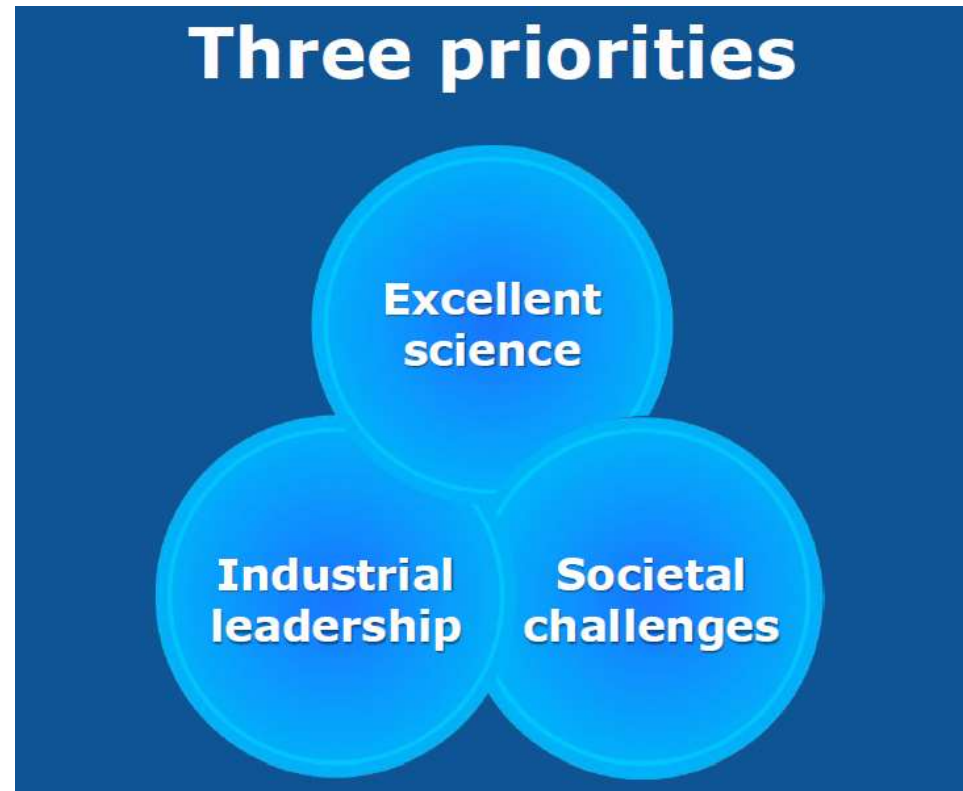 Three priorities
Excellent
science
Industrial
leadership
Societal
challenges